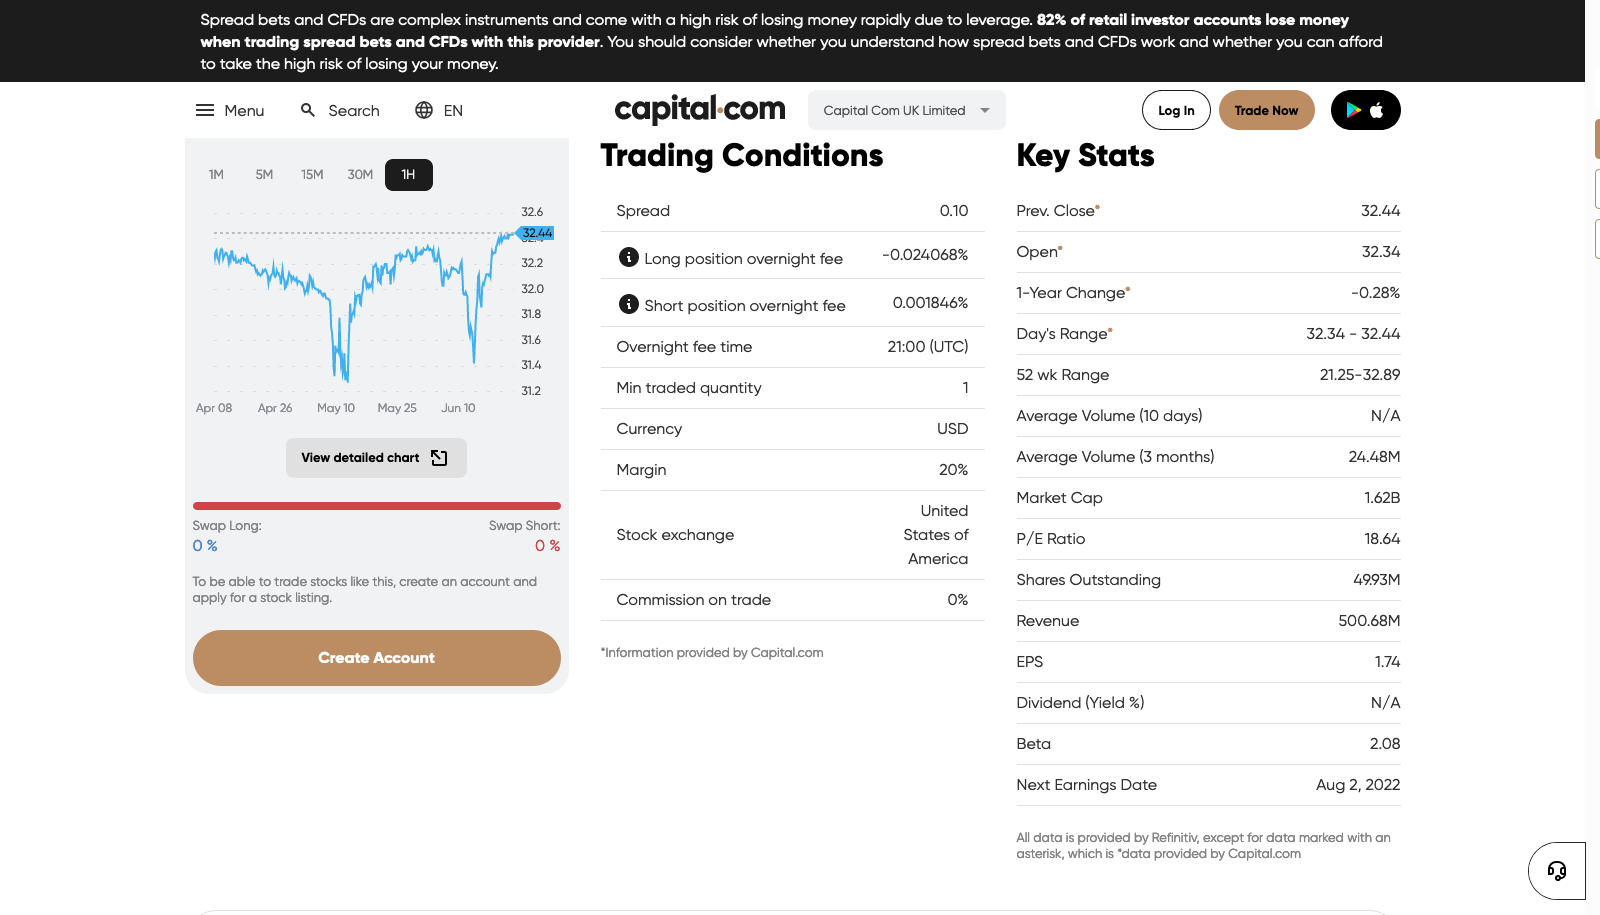 Spread bets and CFDs are complex instruments and come with a high risk of losing money rapidly due to leverage. 82% of retail investor accounts lose money
when trading spread bets and CFDs with this provider. You should consider whether you understand how spread bets and CFDs work and whether you can afford
to take the high risk of losing your money.
Menu Search EN capital.com Capital Com UK Limited Log In Trade Now
1M 5M 15M 30M 1H
32.6
32.44
32.4
32.2
32.0
31.8
31.6
31.4
31.2
Apr 08 Apr 26 May 10 May 25 Jun 10
View detailed chart
Swap Long: Swap Short:
0 % 0 %
To be able to trade stocks like this, create an account and
apply for a stock listing.
Create Account
Trading Conditions
Spread 0.10
Long position overnight fee -0.024068%
Short position overnight fee 0.001846%
Overnight fee time 21:00 (UTC)
Min traded quantity 1
Currency USD
Margin 20%
Stock exchange United
States of
America
Commission on trade 0%
*Information provided by Capital.com
Key Stats
Prev. Close* 32.44
Open* 32.34
1-Year Change* -0.28%
Day's Range* 32.34 - 32.44
52 wk Range 21.25-32.89
Average Volume (10 days) N/A
Average Volume (3 months) 24.48M
Market Cap 1.62B
P/E Ratio 18.64
Shares Outstanding 49.93M
Revenue 500.68M
EPS 1.74
Dividend (Yield %) N/A
Beta 2.08
Next Earnings Date Aug 2, 2022
All data is provided by Refinitiv, except for data marked with an
asterisk, which is *data provided by Capital.com